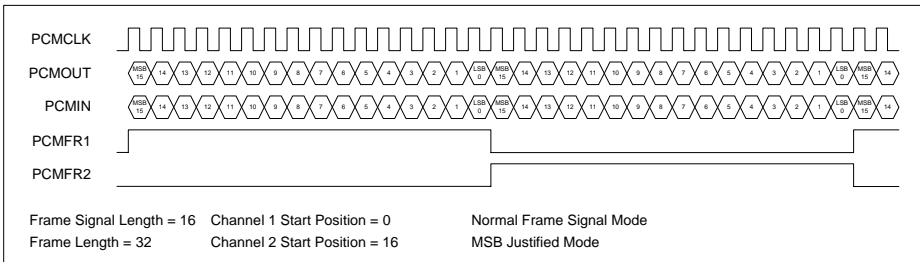 PCMCLK
PCMOUT MSB 15 14 13 12 11 10 9 8 7 6 5 4 3 2 1 LSB 0 MSB 15 14 13 12 11 10 9 8 7 6 5 4 3 2 1 LSB 0 MSB 15 14
PCMIN MSB 15 14 13 12 11 10 9 8 7 6 5 4 3 2 1 LSB 0 MSB 15 14 13 12 11 10 9 8 7 6 5 4 3 2 1 LSB 0 MSB 15 14
PCMFR1
PCMFR2
Frame Signal Length = 16 Channel 1 Start Position = 0 Normal Frame Signal Mode
Frame Length = 32 Channel 2 Start Position = 16 MSB Justified Mode